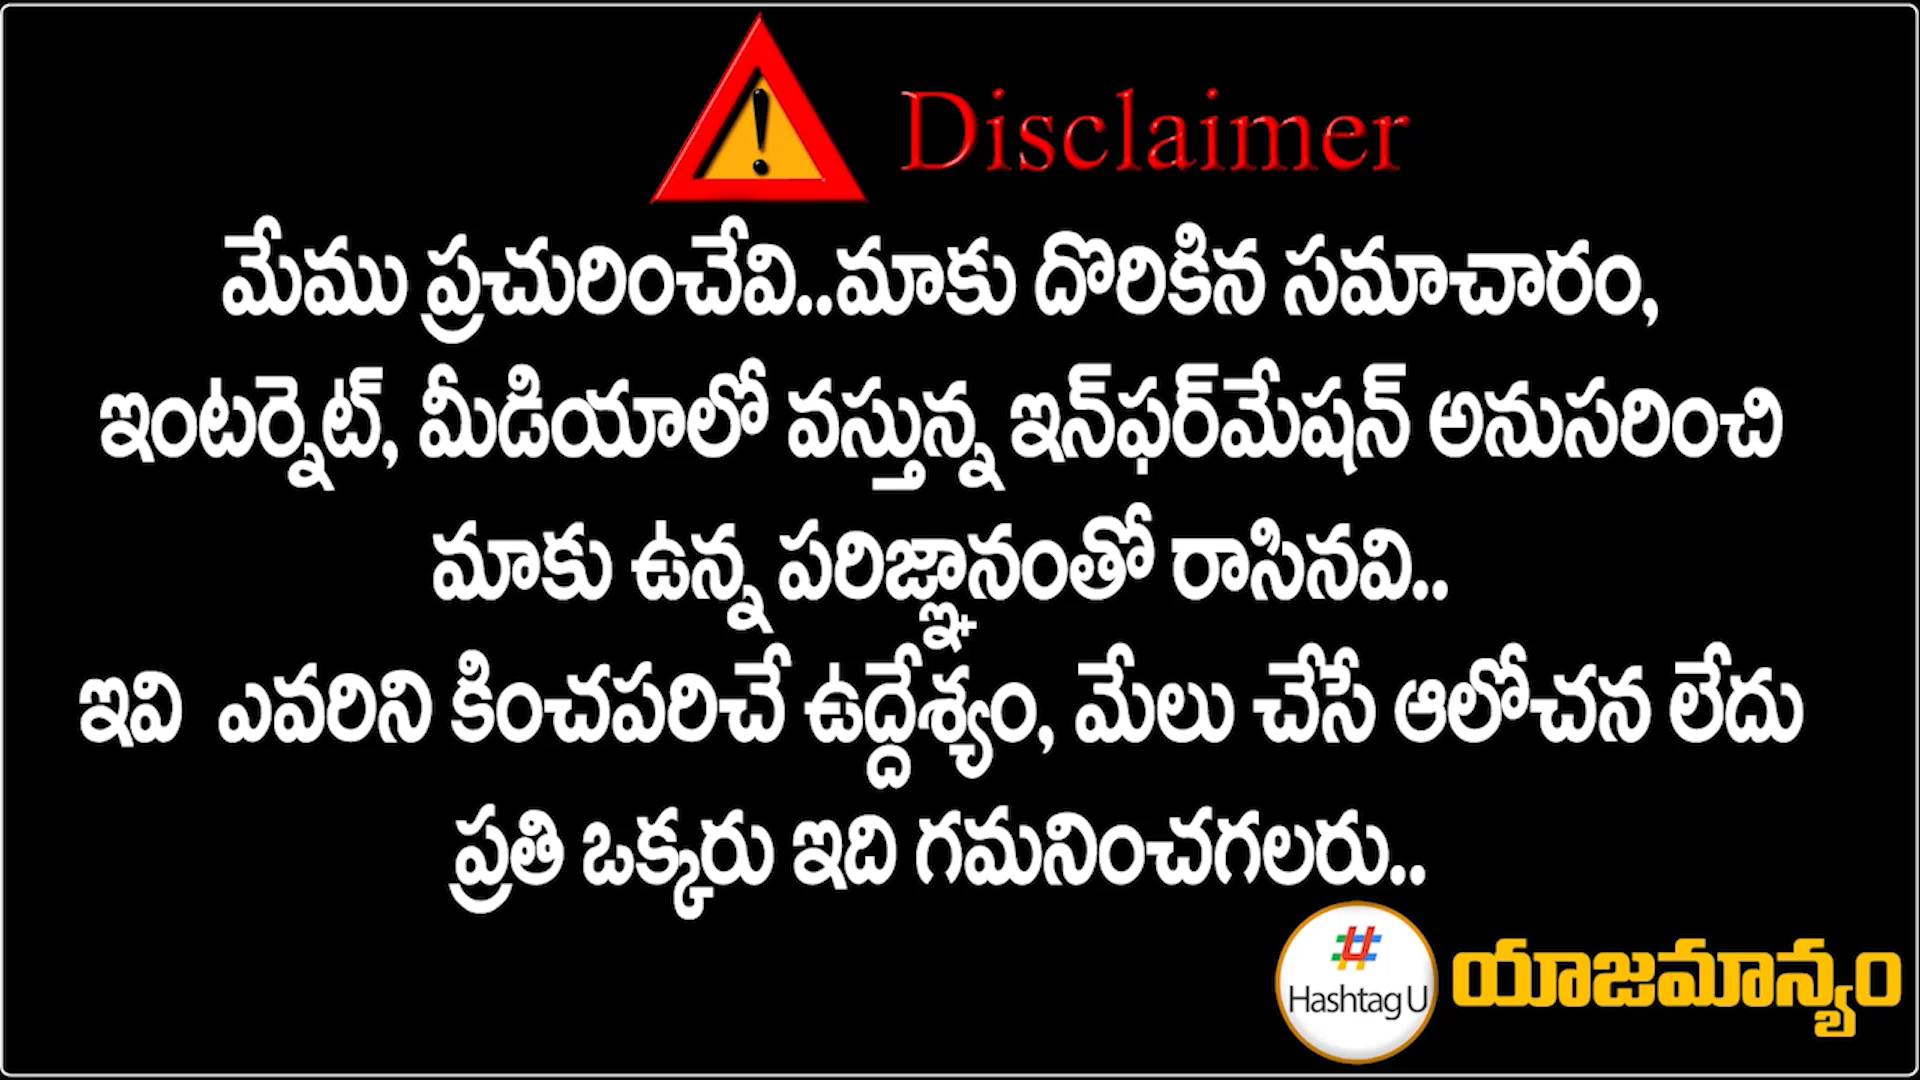 Disclaimer
మేము ప్రచురించేవి..మాకు దొరికిన సమాచారం,
ఇంటర్నెట్, మీడియాలో వస్తున్న ఇన్‌ఫర్‌మేషన్ అనుసరించి
మాకు ఉన్న పరిజ్ఞానంతో రాసినవి..
ఇవి ఎవరిని కించపరిచే ఉద్దేశ్యం, మేలు చేసే ఆలోచన లేదు
ప్రతి ఒక్కరు ఇది గమనించగలరు..
#
Hashtag U
యాజమాన్యం